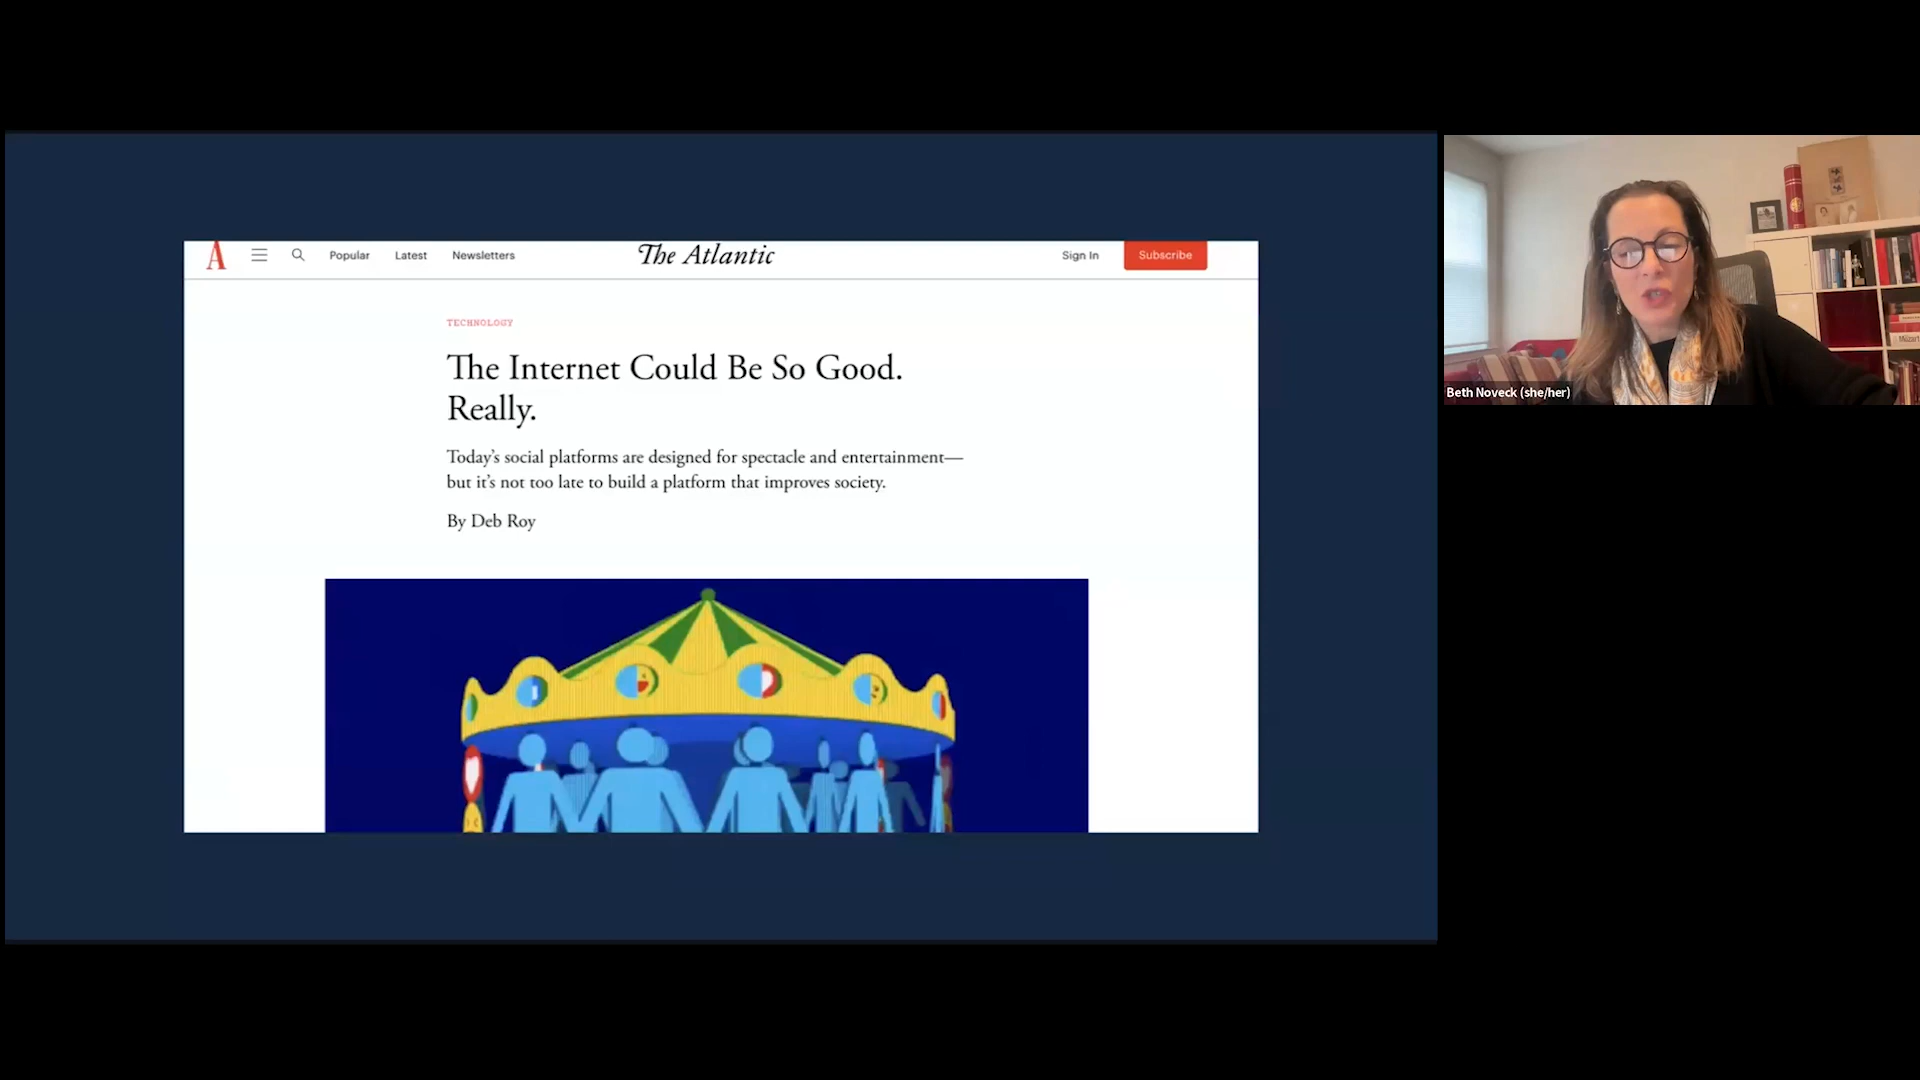 A Popular Latest Newsletters The Atlantic Sign In Subscribe
TECHNOLOGY
The Internet Could Be So Good.
Really.
Today's social platforms are designed for spectacle and entertainment—
but it's not too late to build a platform that improves society.
By Deb Roy
Mozart
Beth Noveck (she/her)